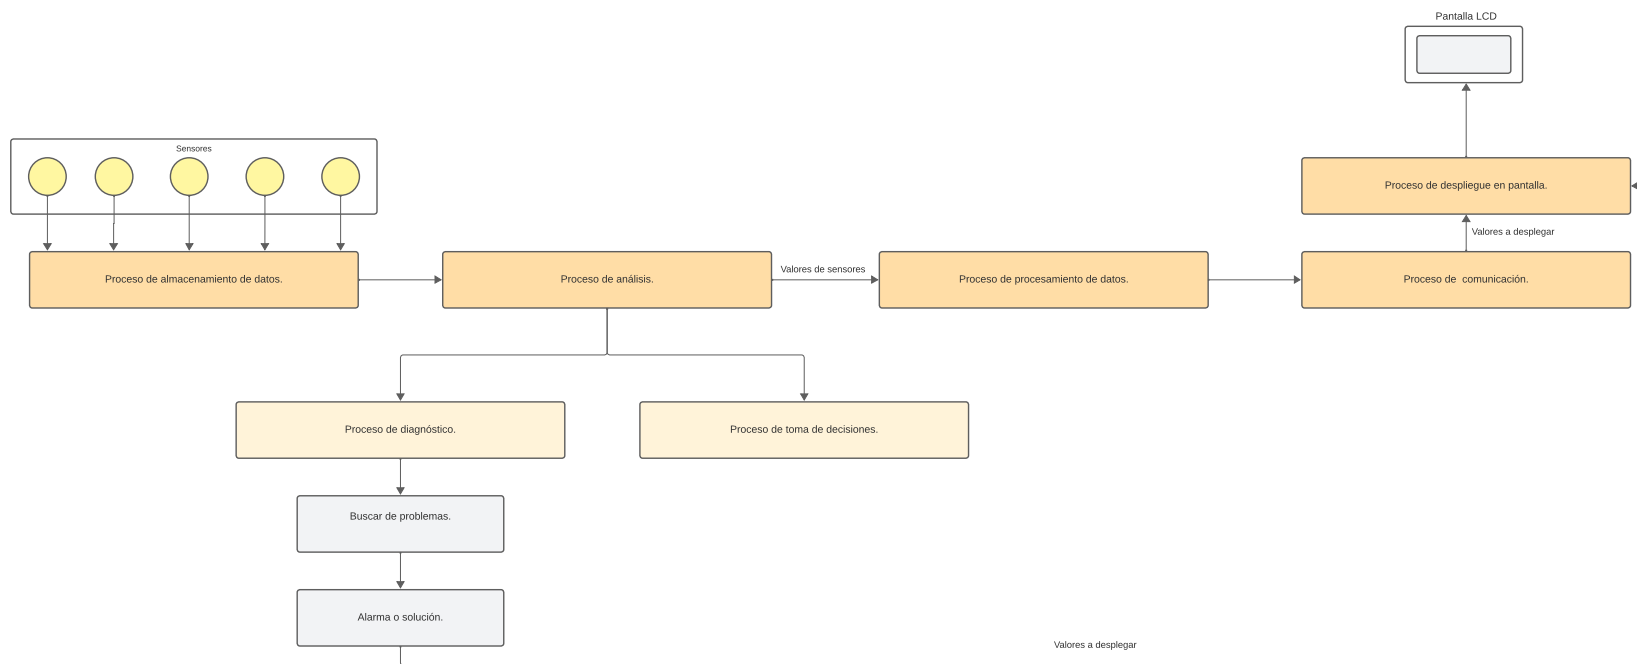 Pantalla LCD
Sensores
Proceso de despliegue en pantalla.
Valores a desplegar
Proceso de almacenamiento de datos.
Proceso de análisis.
Valores de sensores
Proceso de procesamiento de datos.
Proceso de  comunicación.
Proceso de diagnóstico.
Proceso de toma de decisiones.
Buscar de problemas.
Alarma o solución.
Valores a desplegar